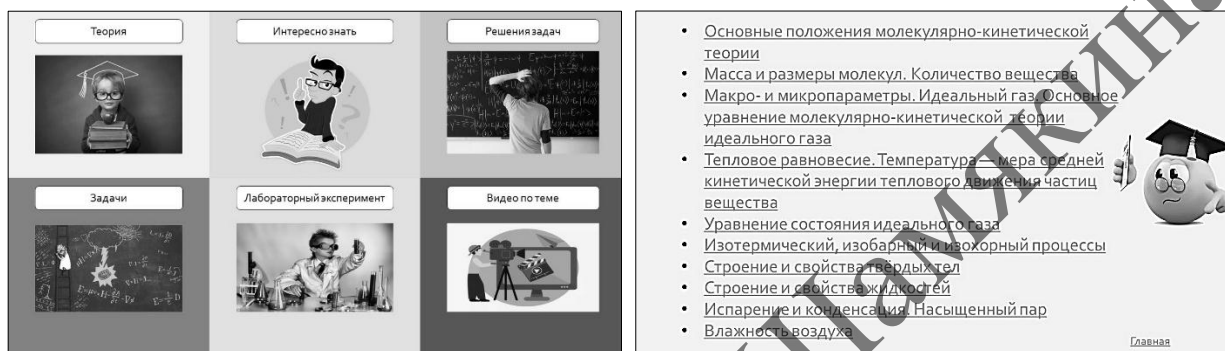 Теория
Интересно знать
Решения задач
Задачи
Лабораторный эксперимент
Видео по теме
• Основные положения молекулярно-кинетической
теории
• Масса и размеры молекул. Количество вещества
• Макро- и микропараметры. Идеальный газ. Основное
уравнение молекулярно-кинетической теории
идеального газа
• Тепловое равновесие. Температура — мера средней
кинетической энергии теплового движения частиц
вещества
• Уравнение состояния идеального газа
• Изотермический, изобарный и изохорный процессы
• Строение и свойства твёрдых тел
• Строение и свойства жидкостей
• Испарение и конденсация. Насыщенный пар
• Влажность воздуха
Главная